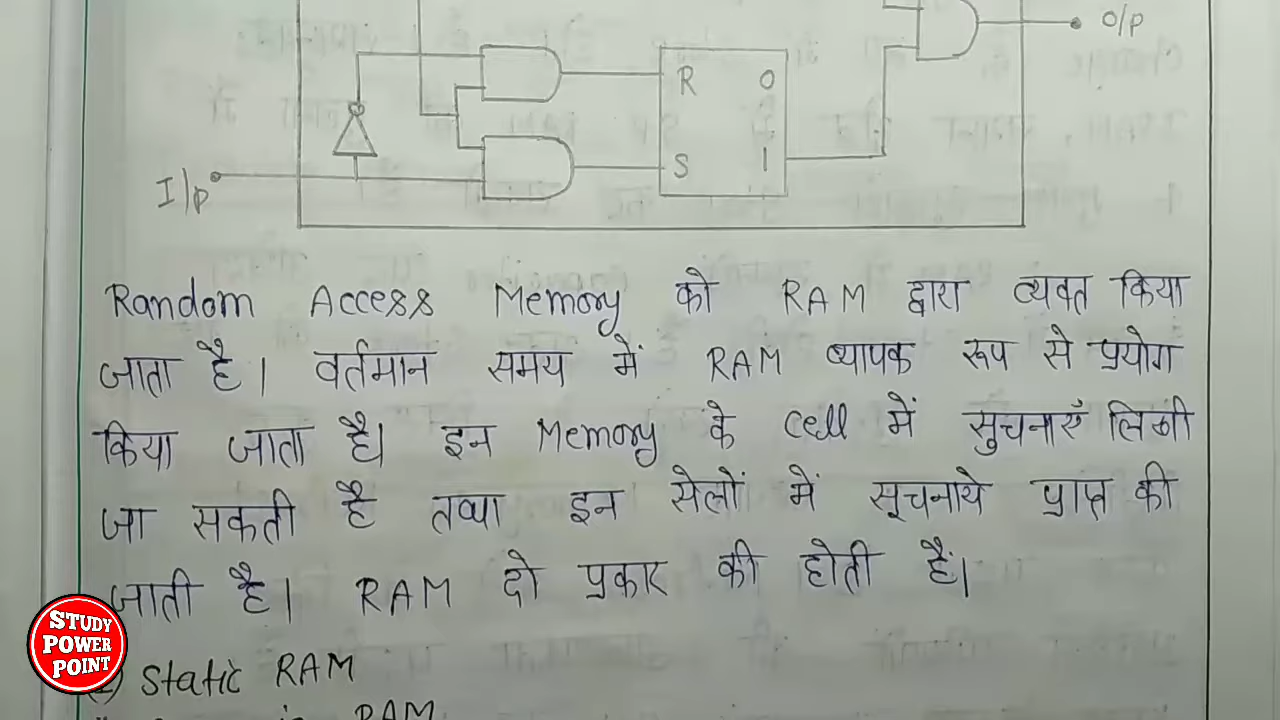 O/p
R 0
S 1
I/p
Random Access Memory को RAM द्वारा व्यक्त किया
जाता है। वर्तमान समय में RAM व्यापक रूप से प्रयोग
किया जाता है। इन Memory के Cell में सुचनाएँ लिखी
जा सकती है तथा इन सेलों में सूचनाये प्राप्त की
जाती है। RAM दो प्रकार की होती हैं।
Static RAM
RAM
STUDY
POWER
POINT